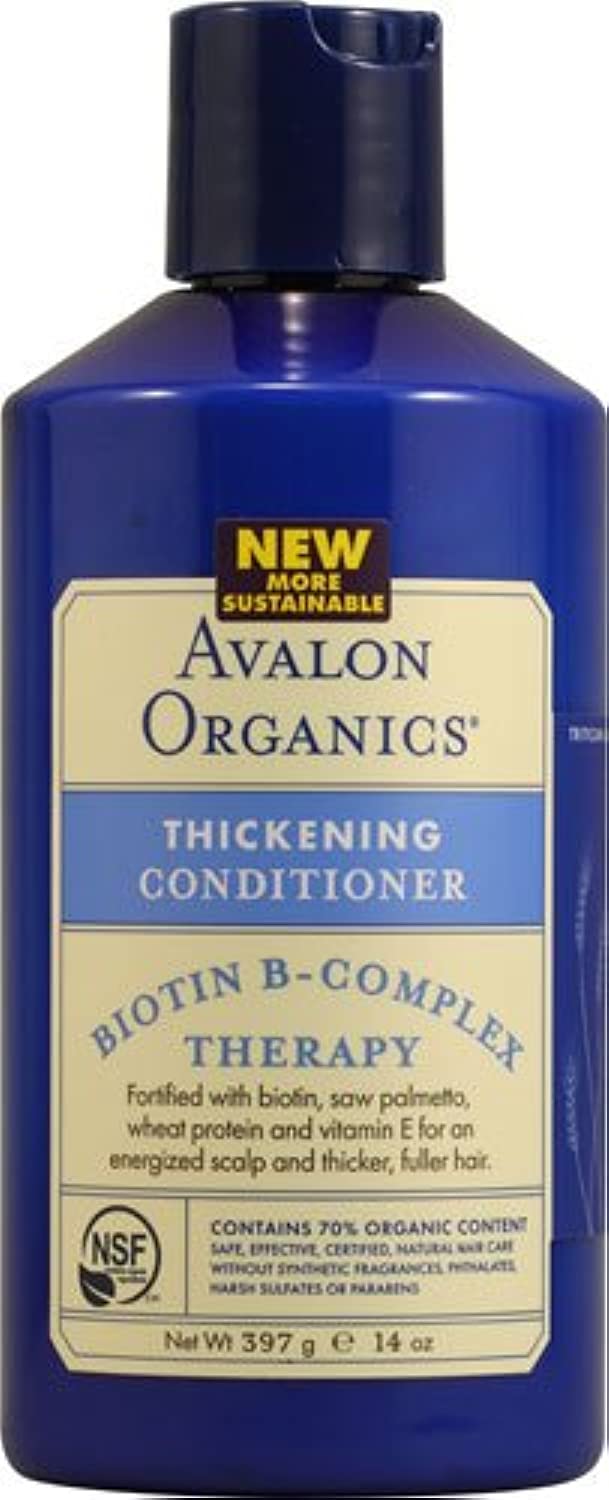 NEW
MORE
SUSTAINABLE
AVALON
ORGANICS®
THICKENING
CONDITIONER
BIOTIN B-COMPLEX
THERAPY
Fortified with biotin, saw palmetto,
wheat protein and vitamin E for an
energized scalp and thicker, fuller hair.
NSF
CONTAINS 70% ORGANIC CONTENT
SAFE, EFFECTIVE, CERTIFIED, NATURAL HAIR CARE
WITHOUT SYNTHETIC FRAGRANCES, PHTHALATES,
HARSH SULFATES OR PARABENS
Net Wt 397 g ℮ 14 oz